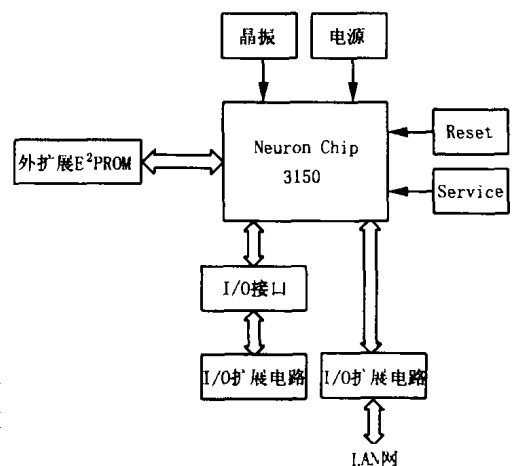 晶振
电源
Neuron Chip
3150
Reset
Service
外扩展E²PROM
I/O接口
I/O扩展电路
I/O扩展电路
LAN网